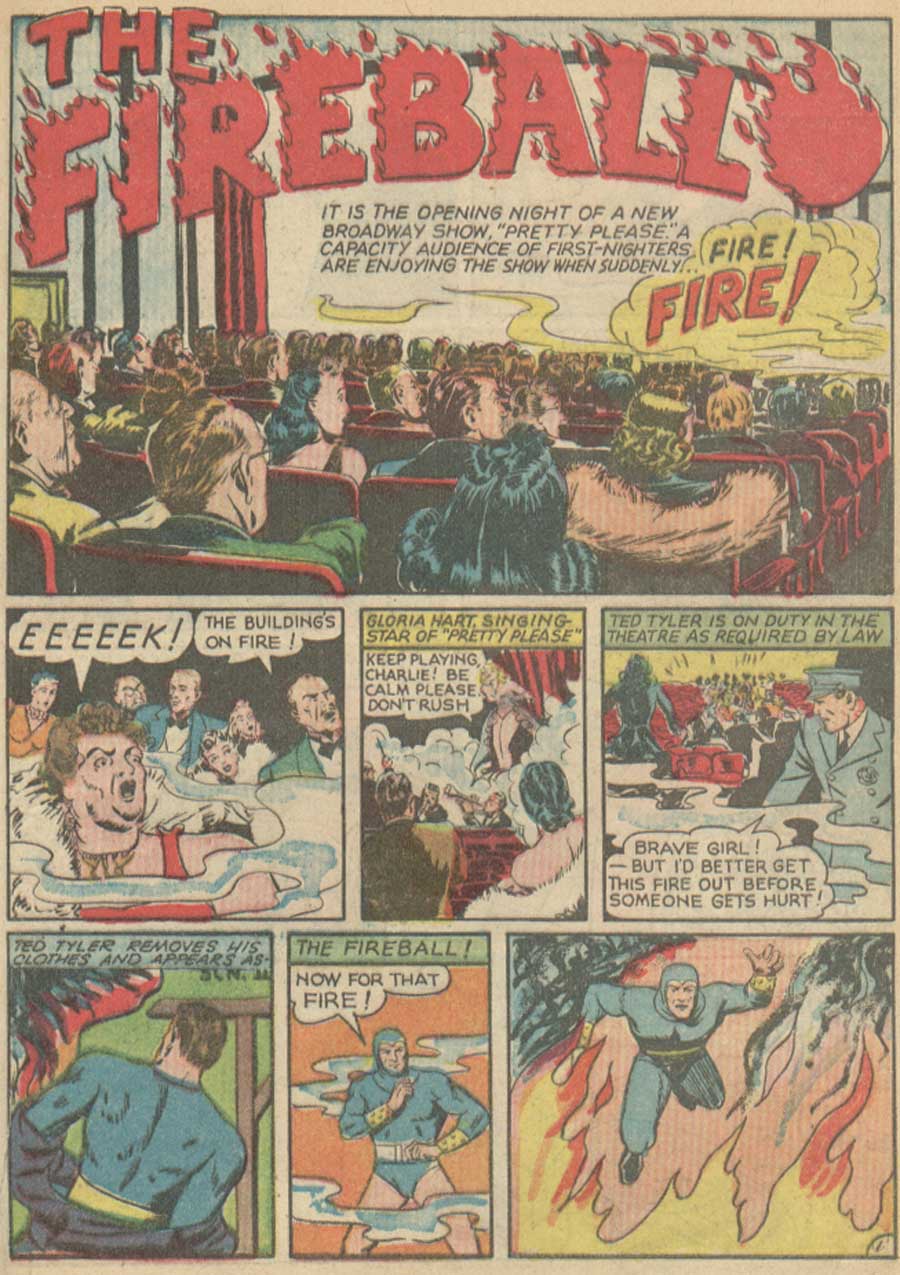 THE
FIREBALL
IT IS THE OPENING NIGHT OF A NEW
BROADWAY SHOW, "PRETTY PLEASE." A
CAPACITY AUDIENCE OF FIRST-NIGHTERS
ARE ENJOYING THE SHOW WHEN SUDDENLY...
FIRE!
FIRE!
EEEEEEK!
THE BUILDING'S
ON FIRE!
GLORIA HART, SINGING-
STAR OF "PRETTY PLEASE"
KEEP PLAYING,
CHARLIE! BE
CALM PLEASE
DON'T RUSH
TED TYLER IS ON DUTY IN THE
THEATRE AS REQUIRED BY LAW
BRAVE GIRL!
— BUT I'D BETTER GET
THIS FIRE OUT BEFORE
SOMEONE GETS HURT!
TED TYLER REMOVES HIS
CLOTHES AND APPEARS AS-
THE FIREBALL!
NOW FOR THAT
FIRE!
1